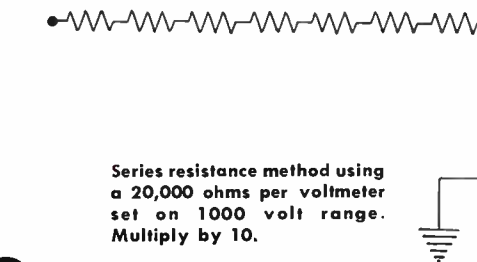 Series resistance method using
a 20,000 ohms per voltmeter
set on 1000 volt range.
Multiply by 10.